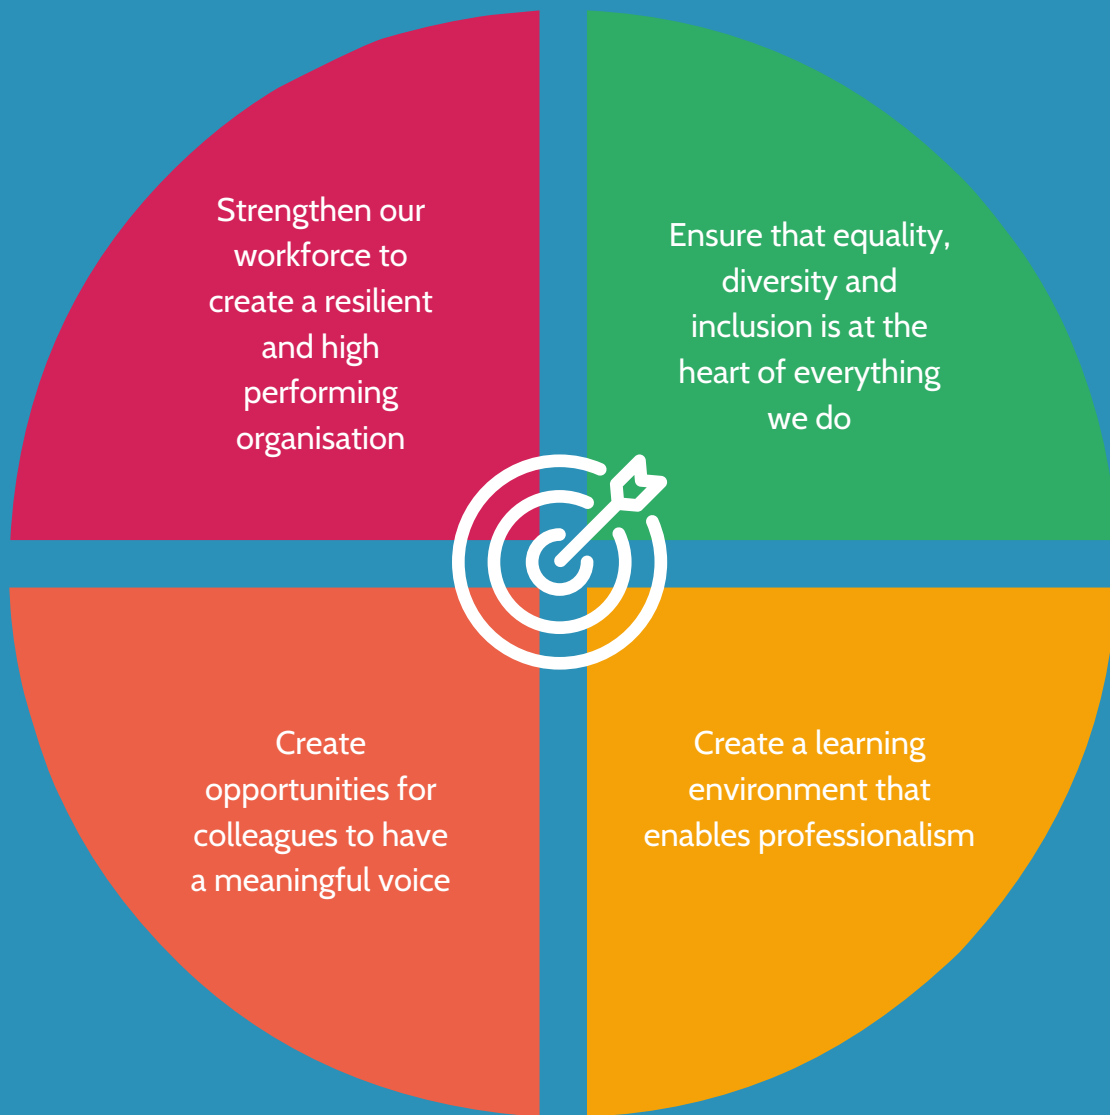 Strengthen our
workforce to
create a resilient
and high
performing
organisation
Ensure that equality,
diversity and
inclusion is at the
heart of everything
we do
Create
opportunities for
colleagues to have
a meaningful voice
Create a learning
environment that
enables professionalism